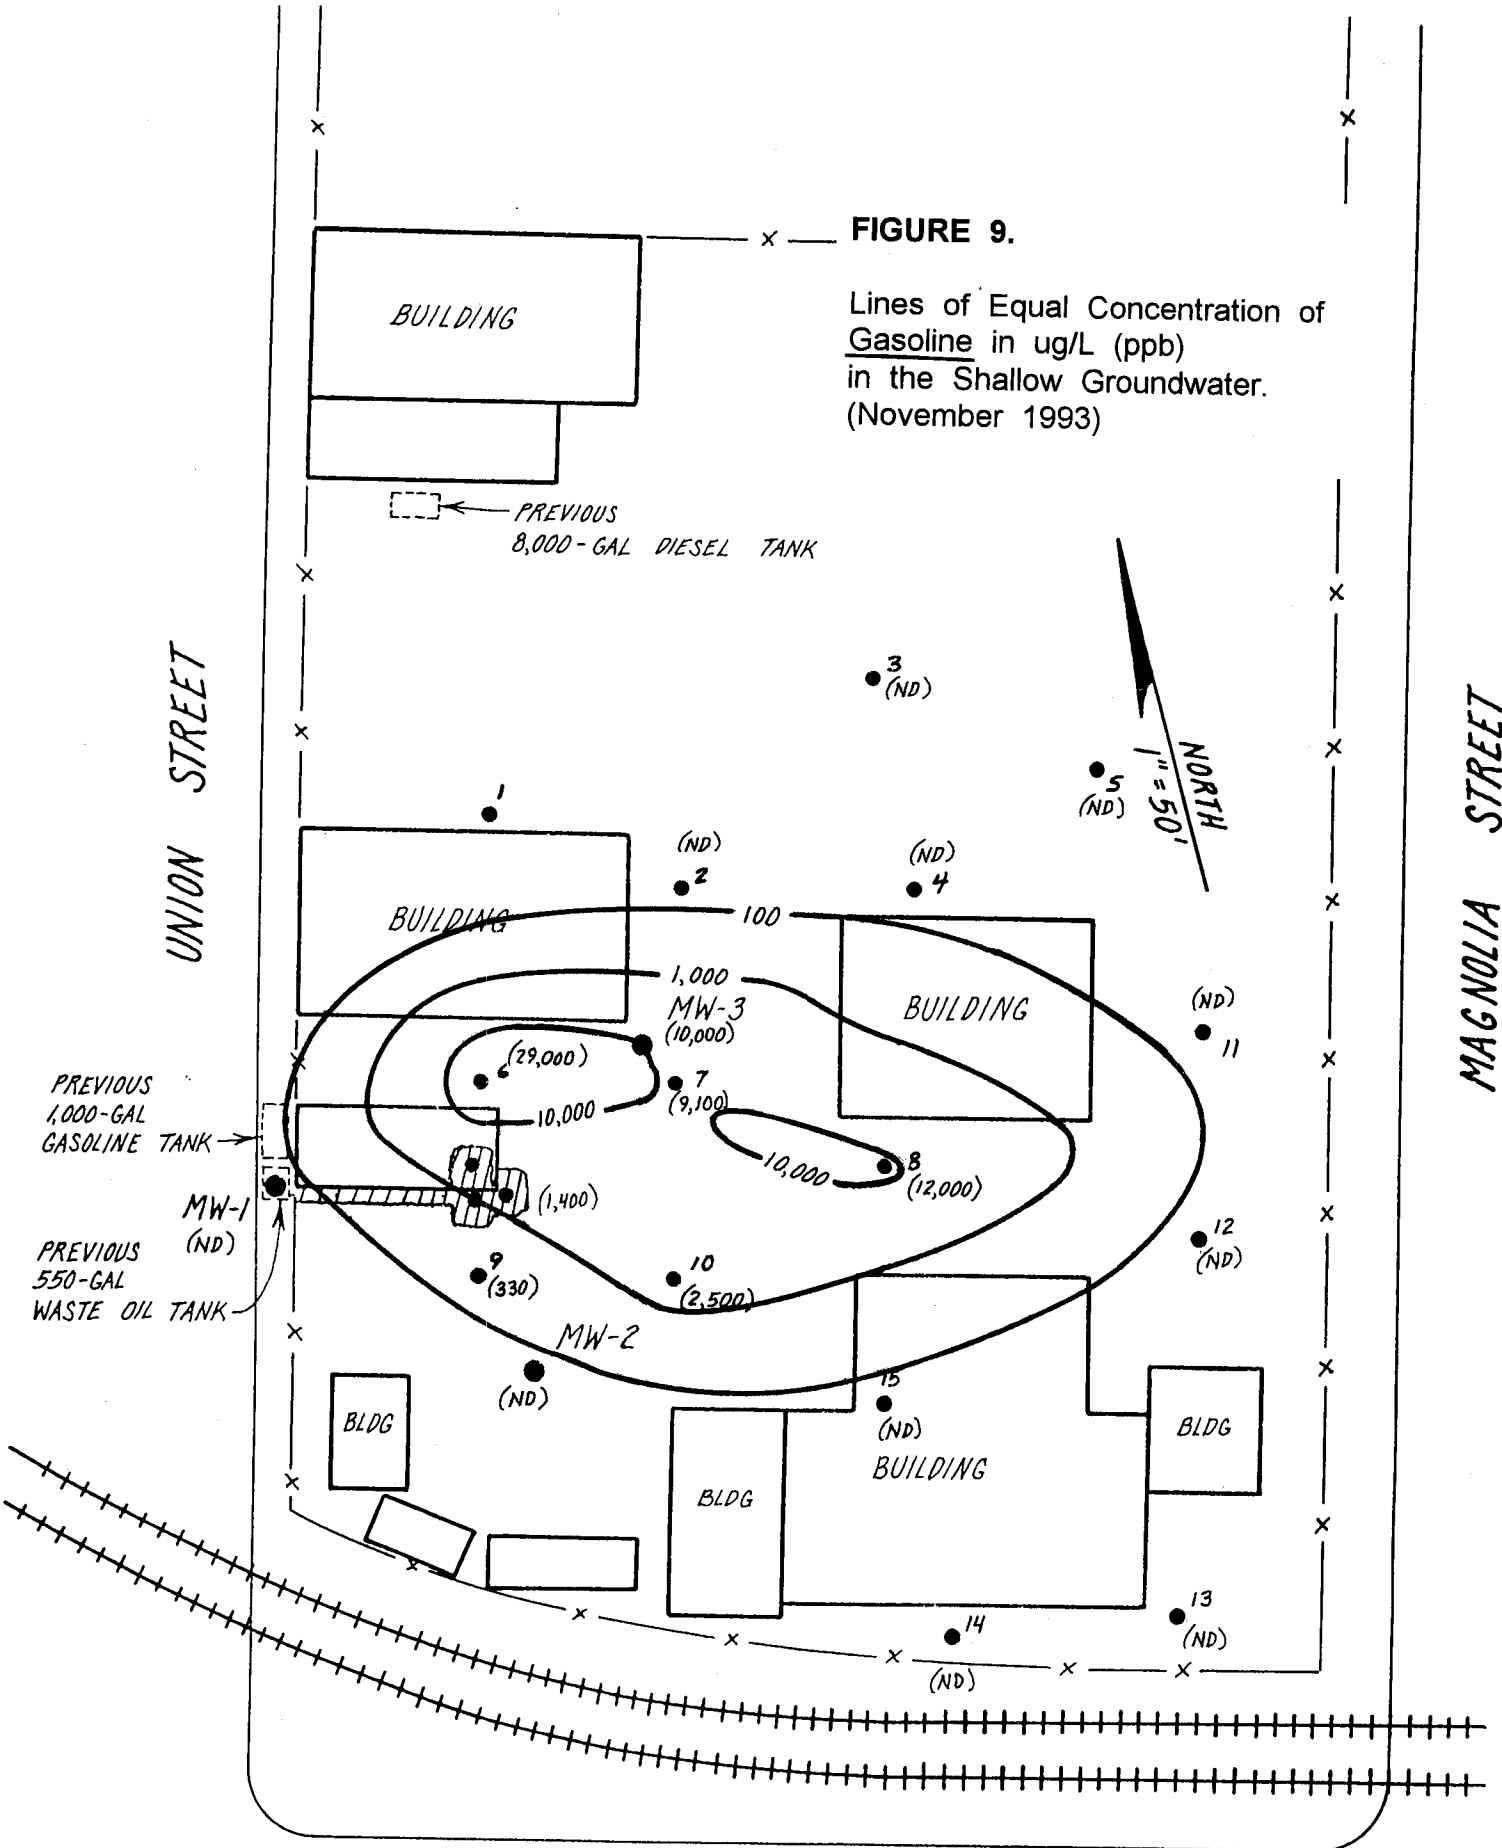 FIGURE 9.
Lines of Equal Concentration of
Gasoline in ug/L (ppb)
in the Shallow Groundwater.
(November 1993)
BUILDING
PREVIOUS
8,000-GAL DIESEL TANK
UNION STREET
MAGNOLIA STREET
NORTH
1" = 50'
3
(ND)
5
(ND)
1
(ND)
2
(ND)
4
BUILDING
100
1,000
MW-3
(10,000)
BUILDING
(ND)
11
(29,000)
6
7
(9,100)
10,000
10,000
8
(12,000)
PREVIOUS
1,000-GAL
GASOLINE TANK
MW-1
(ND)
(1,400)
PREVIOUS
550-GAL
WASTE OIL TANK
9
(330)
10
(2,500)
12
(ND)
MW-2
(ND)
15
(ND)
BUILDING
BLDG
BLDG
BLDG
13
(ND)
14
(ND)